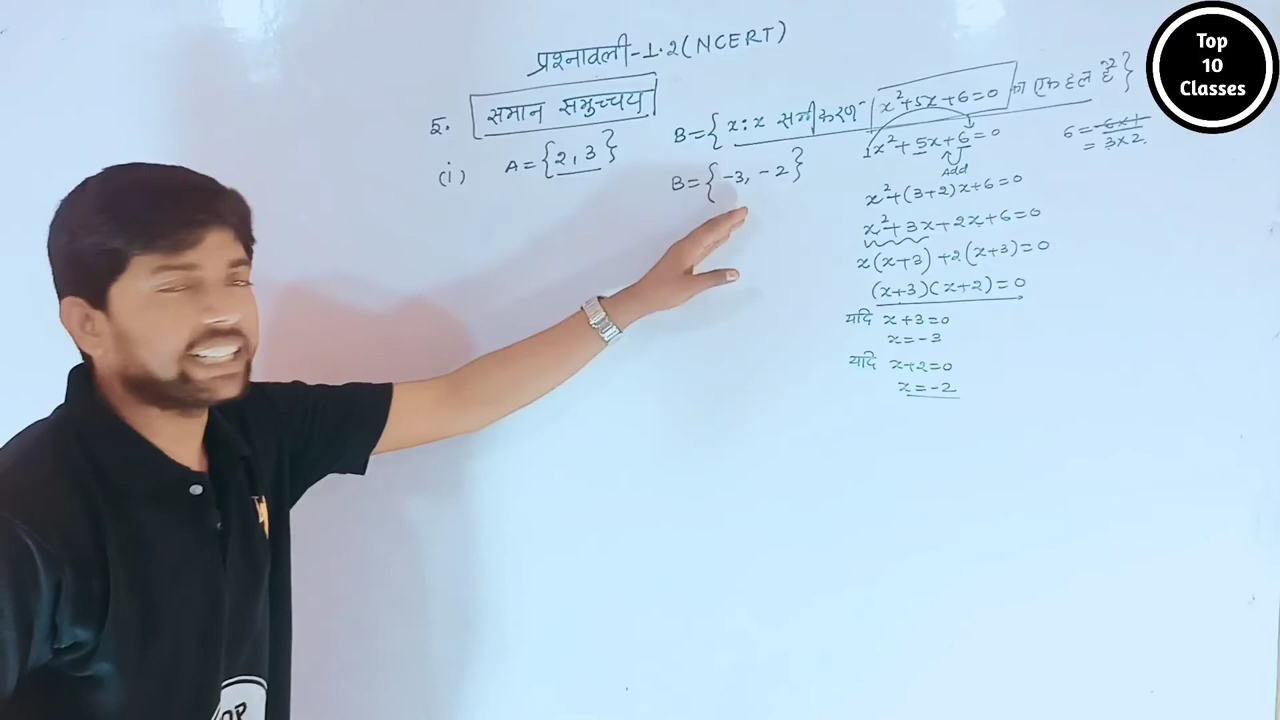 Top
10
Classes
प्रश्नावली-1.2(NCERT)
5. समान समुच्चय
(i) A={2,3} B={x:x समीकरण x²+5x+6=0 का एक हल है}
B={-3, -2}
1x²+5x+6=0
Add
6=6×1
=3×2
x²+(3+2)x+6=0
x²+3x+2x+6=0
x(x+3)+2(x+3)=0
(x+3)(x+2)=0
यदि x+3=0
x=-3
यदि x+2=0
x=-2